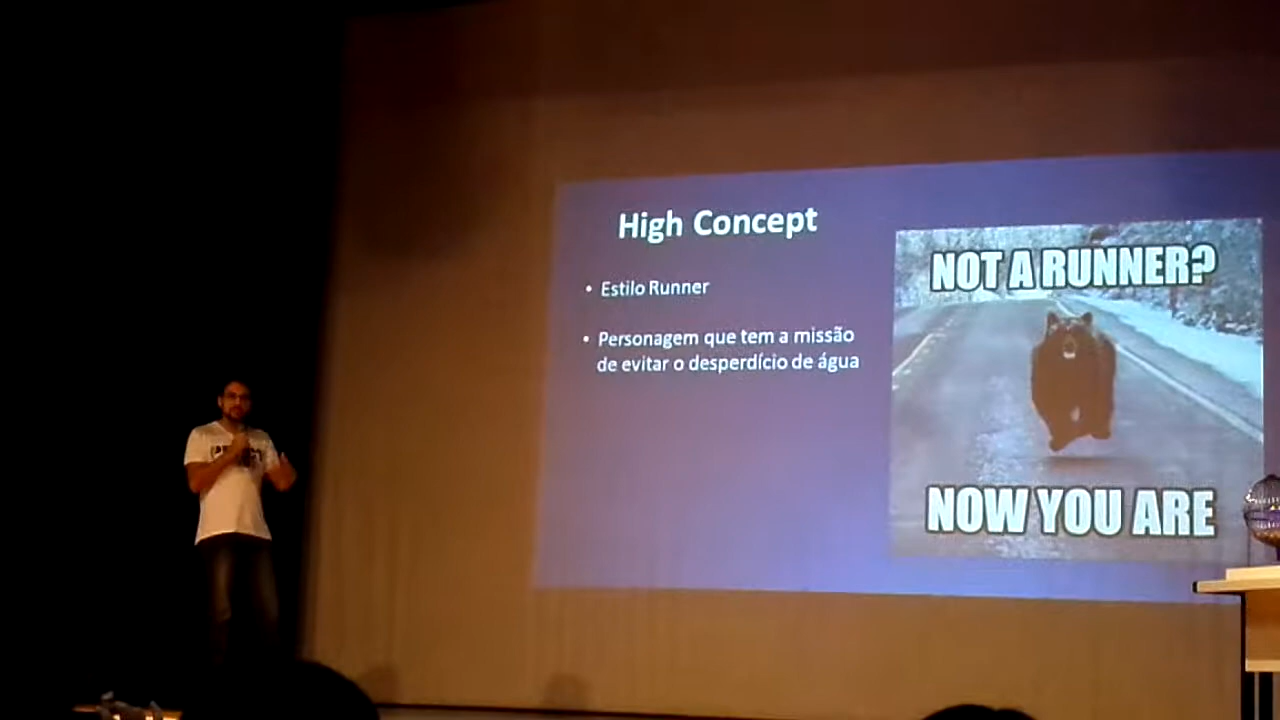 High Concept
• Estilo Runner
• Personagem que tem a missão
de evitar o desperdício de água
NOT A RUNNER?
NOW YOU ARE